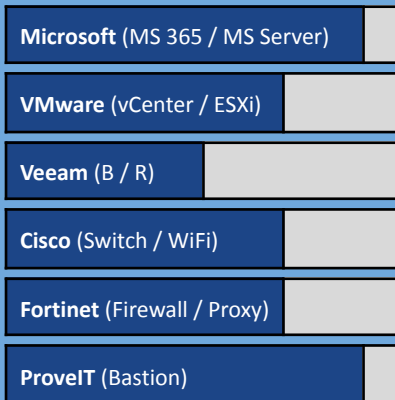 Microsoft (MS 365 / MS Server)
VMware (vCenter / ESXi)
Veeam (B / R)
Cisco (Switch / WiFi)
Fortinet (Firewall / Proxy)
ProveIT (Bastion)